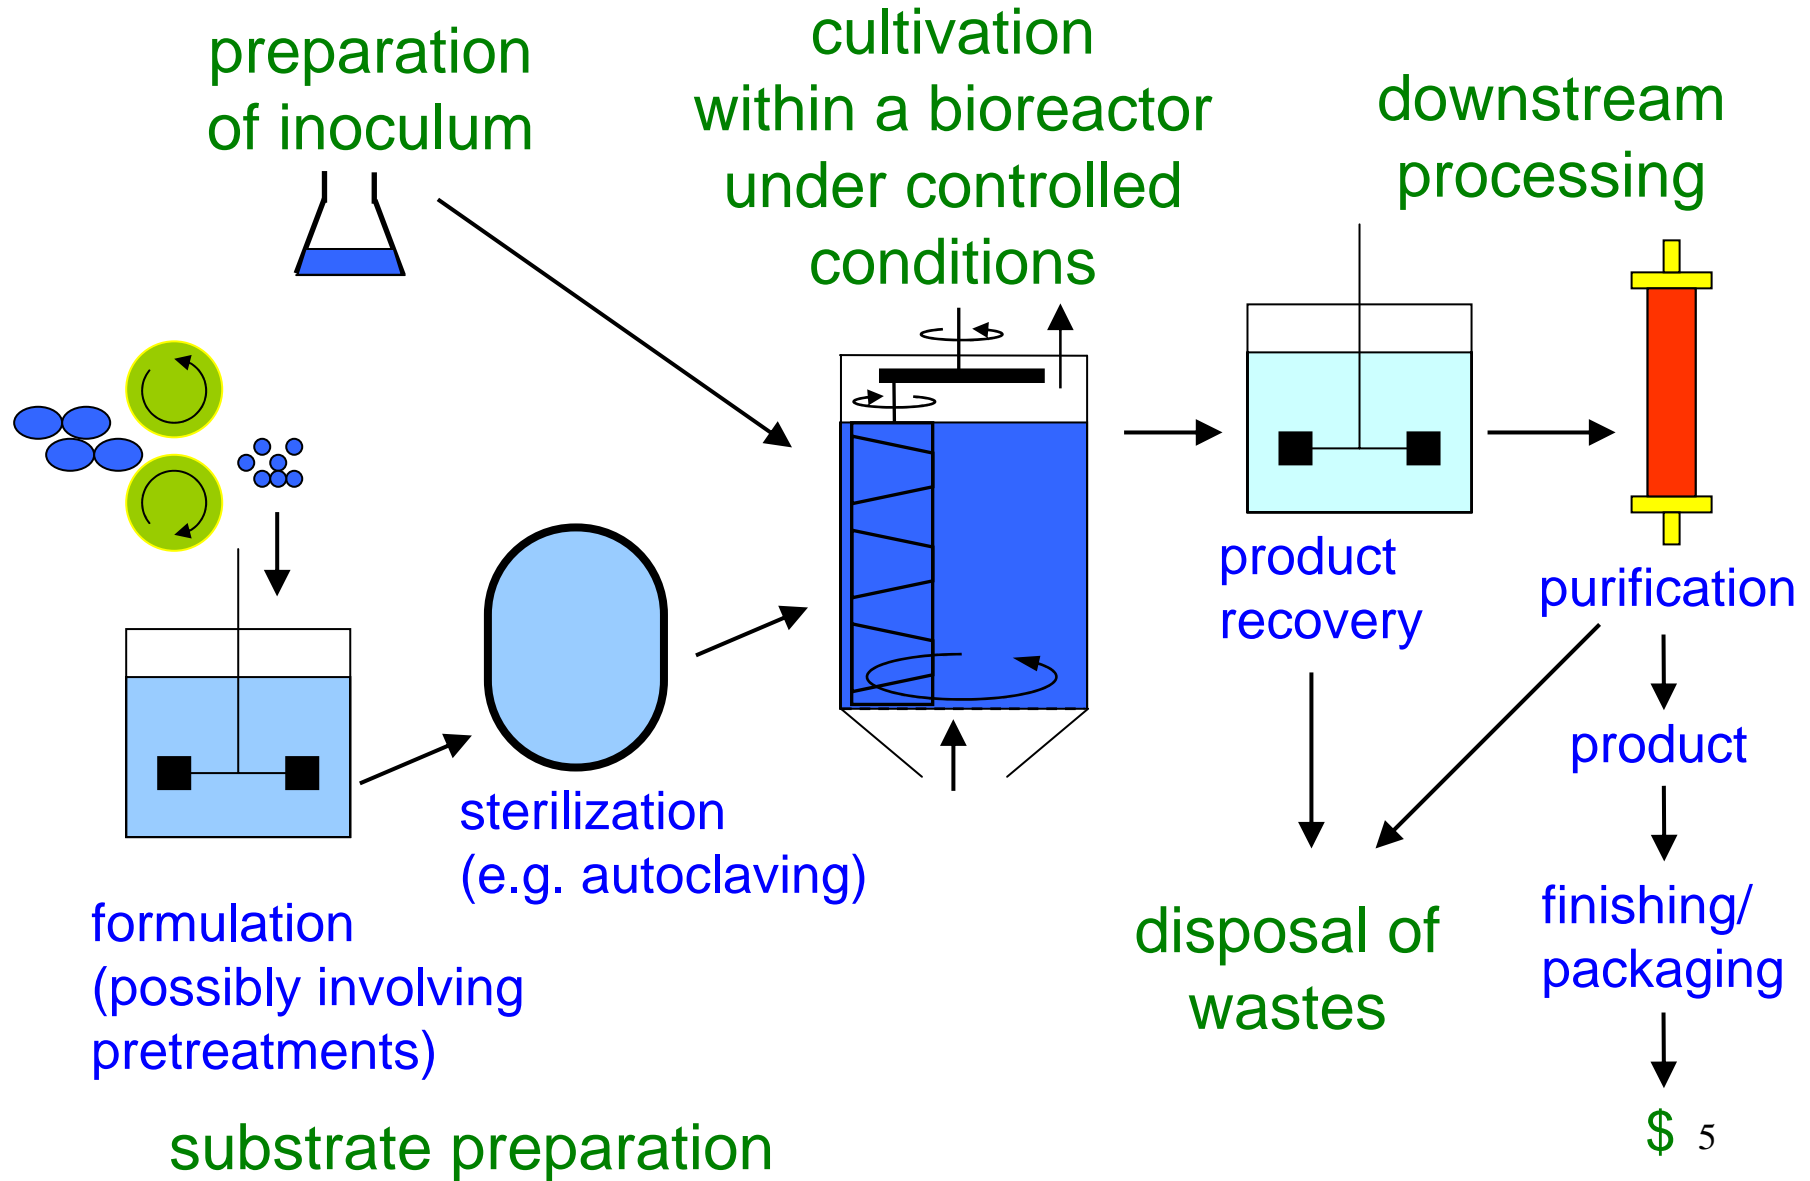 preparation
of inoculum
cultivation
within a bioreactor
under controlled
conditions
downstream
processing
product
recovery
purification
product
sterilization
(e.g. autoclaving)
formulation
(possibly involving
pretreatments)
disposal of
wastes
finishing/
packaging
substrate preparation
$ 5